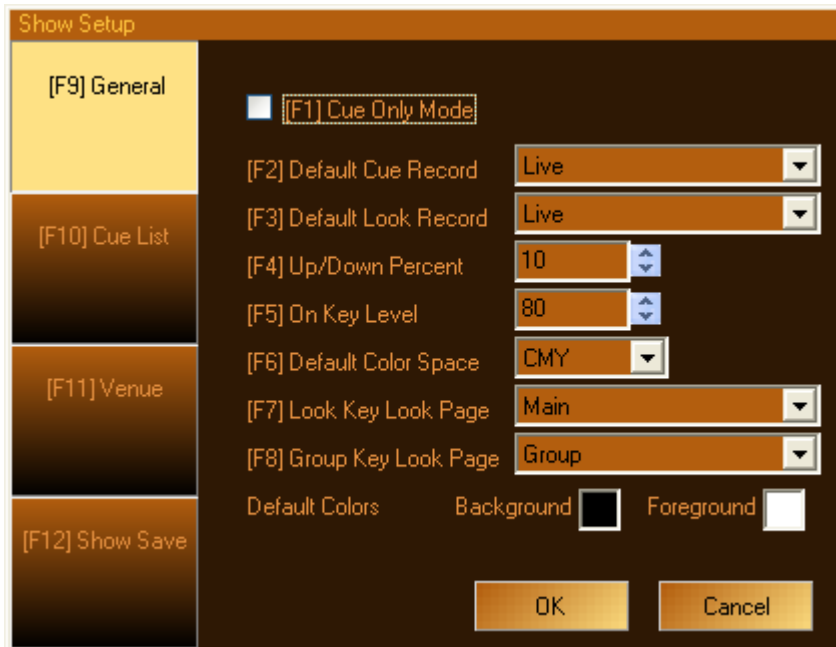 Show Setup
[F9] General
[F1] Cue Only Mode
[F2] Default Cue Record Live
[F3] Default Look Record Live
[F10] Cue List
[F4] Up/Down Percent 10
[F5] On Key Level 80
[F6] Default Color Space CMY
[F11] Venue
[F7] Look Key Look Page Main
[F8] Group Key Look Page Group
Default Colors Background Foreground
[F12] Show Save
OK Cancel